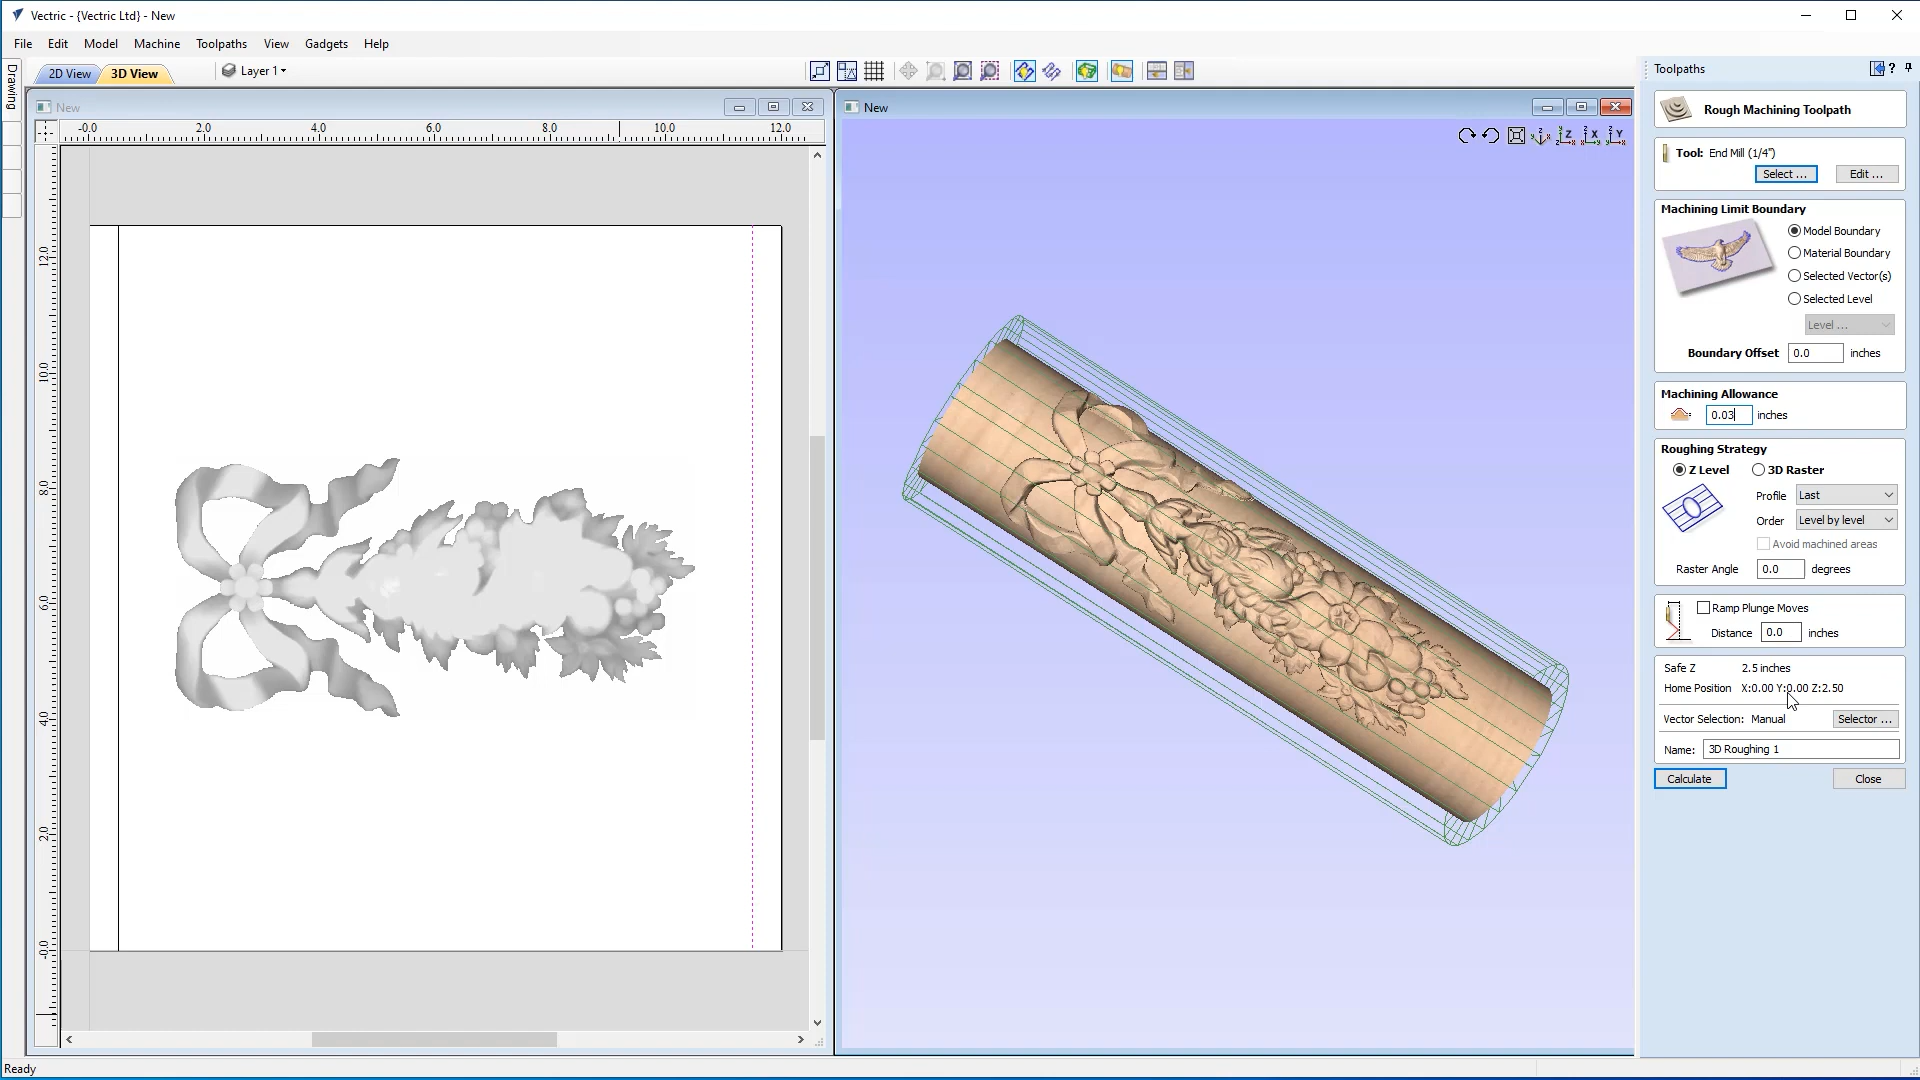 Vectric - {Vectric Ltd} - New
File Edit Model Machine Toolpaths View Gadgets Help
Drawing
2D View 3D View Layer 1
New
-0.0 2.0 4.0 6.0 8.0 10.0 12.0
12.0
10.0
8.0
6.0
4.0
2.0
-0.0
New
Toolpaths
Rough Machining Toolpath
Tool: End Mill (1/4")
Select ... Edit ...
Machining Limit Boundary
Model Boundary
Material Boundary
Selected Vector(s)
Selected Level
Level ...
Boundary Offset 0.0 inches
Machining Allowance
0.03 inches
Roughing Strategy
Z Level 3D Raster
Profile Last
Order Level by level
Avoid machined areas
Raster Angle 0.0 degrees
Ramp Plunge Moves
Distance 0.0 inches
Safe Z 2.5 inches
Home Position X:0.00 Y:0.00 Z:2.50
Vector Selection: Manual Selector ...
Name: 3D Roughing 1
Calculate Close
Ready